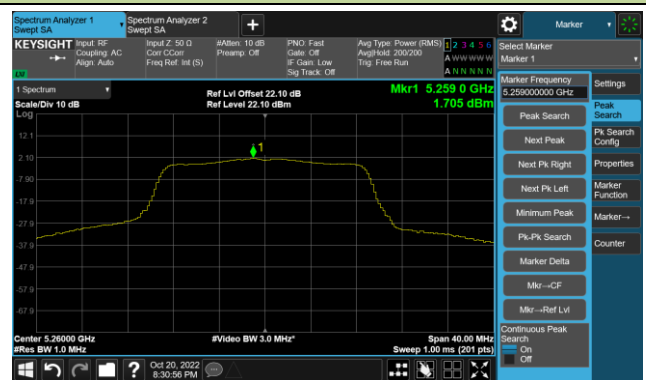 Spectrum Analyzer 1
Swept SA
Spectrum Analyzer 2
Swept SA
+
Marker
KEYSIGHT
Input: RF
Coupling: AC
Align: Auto
Input Z: 50 Ω
Corr CCorr
Freq Ref: Int (S)
#Atten: 10 dB
Preamp: Off
PNO: Fast
Gate: Off
IF Gain: Low
Sig Track: Off
Avg Type: Power (RMS)
Avg|Hold: 200/200
Trig: Free Run
1 2 3 4 5 6
A W W W W W
A N N N N N
Select Marker
Marker 1
1 Spectrum
Scale/Div 10 dB
Log
Ref Lvl Offset 22.10 dB
Ref Level 22.10 dBm
Mkr1 5.259 0 GHz
1.705 dBm
12.1
2.10
-7.90
-17.9
-27.9
-37.9
-47.9
-57.9
-67.9
1
Center 5.26000 GHz
#Res BW 1.0 MHz
#Video BW 3.0 MHz*
Span 40.00 MHz
Sweep 1.00 ms (201 pts)
Marker Frequency
5.259000000 GHz
Peak Search
Next Peak
Next Pk Right
Next Pk Left
Minimum Peak
Pk-Pk Search
Marker Delta
Mkr→CF
Mkr→Ref Lvl
Continuous Peak
Search
On
Off
Settings
Peak
Search
Pk Search
Config
Properties
Marker
Function
Marker→
Counter
?
Oct 20, 2022
8:30:56 PM